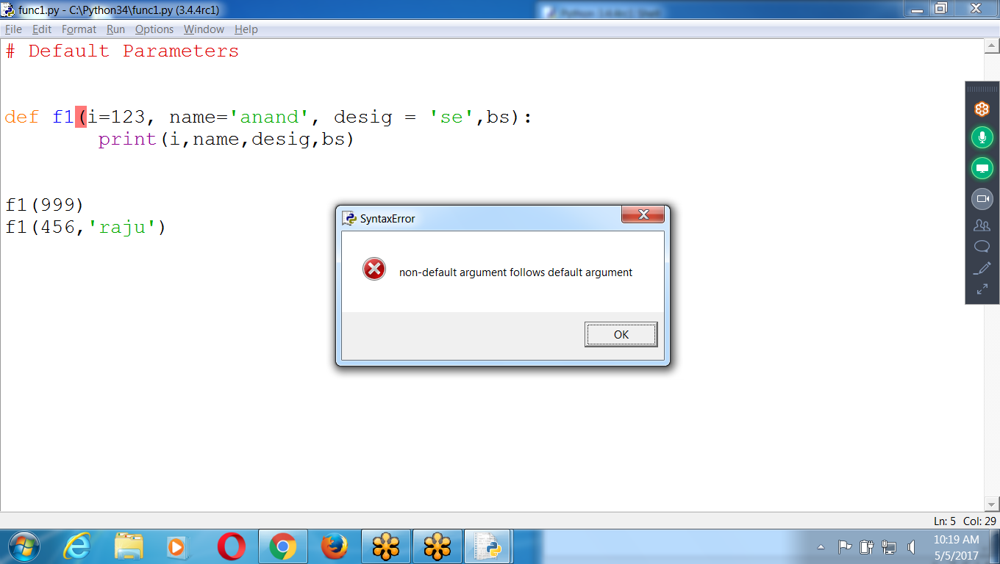 func1.py - C:\Python34\func1.py (3.4.4rc1)
File Edit Format Run Options Window Help
# Default Parameters
def f1(i=123, name='anand', desig = 'se',bs):
print(i,name,desig,bs)
f1(999)
f1(456,'raju')
SyntaxError
non-default argument follows default argument
OK
Ln: 5 Col: 29
10:19 AM
5/5/2017